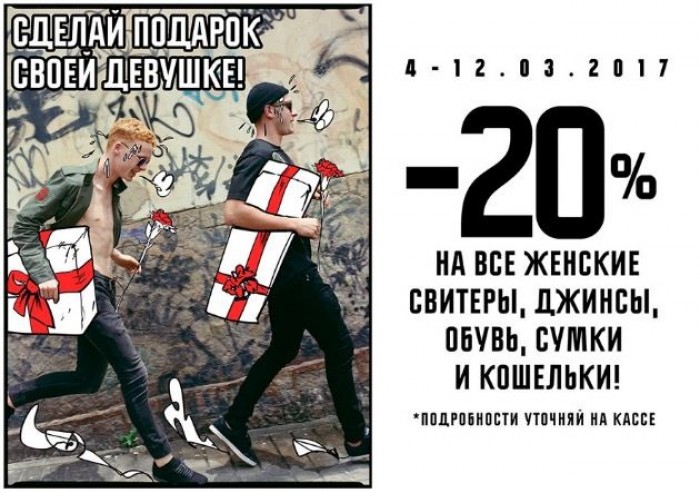 СДЕЛАЙ ПОДАРОК
СВОЕЙ ДЕВУШКЕ!
4-12.03.2017
-20%
НА ВСЕ ЖЕНСКИЕ
СВИТЕРЫ, ДЖИНСЫ,
ОБУВЬ, СУМКИ
И КОШЕЛЬКИ!
*ПОДРОБНОСТИ УТОЧНЯЙ НА КАССЕ